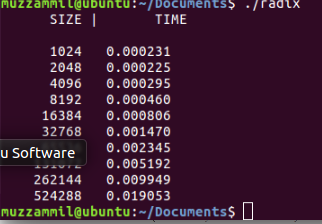 muzzammil@ubuntu:~/Documents$ ./radix
SIZE | TIME
1024 0.000231
2048 0.000225
4096 0.000295
8192 0.000460
16384 0.000806
32768 0.001470
u Software 0.002345
0.005192
262144 0.009949
524288 0.019053
muzzammil@ubuntu:~/Documents$